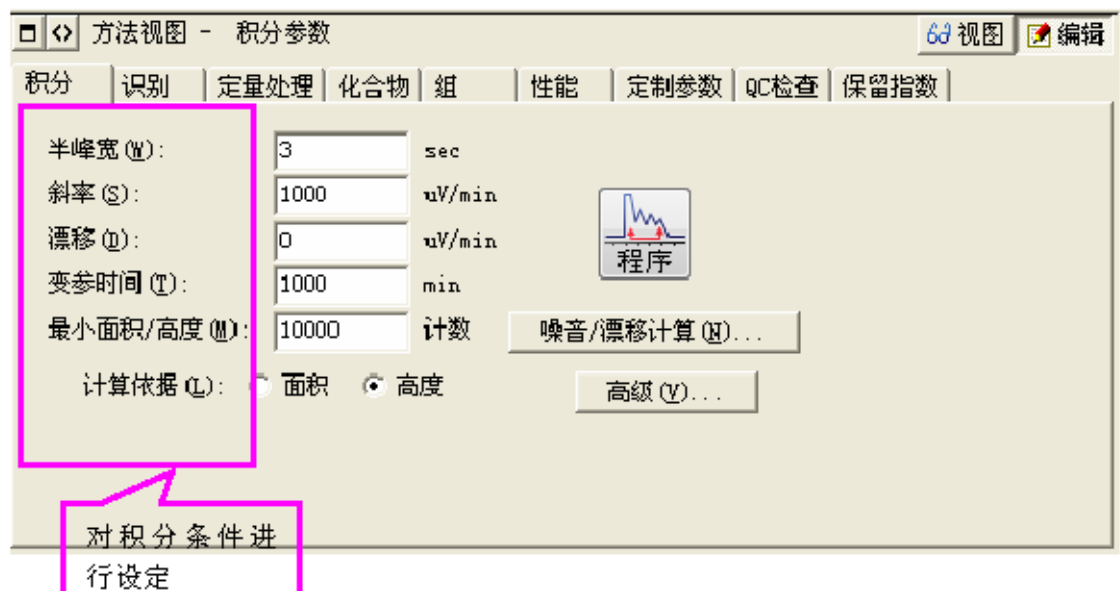 方法视图 - 积分参数 视图 编辑
积分 识别 定量处理 化合物 组 性能 定制参数 QC检查 保留指数
半峰宽(W): 3 sec
斜率(S): 1000 uV/min
漂移(D): 0 uV/min
程序
变参时间(T): 1000 min
最小面积/高度(M): 10000 计数 噪音/漂移计算(N)...
计算依据(L): 面积 高度 高级(V)...
对积分条件进
行设定